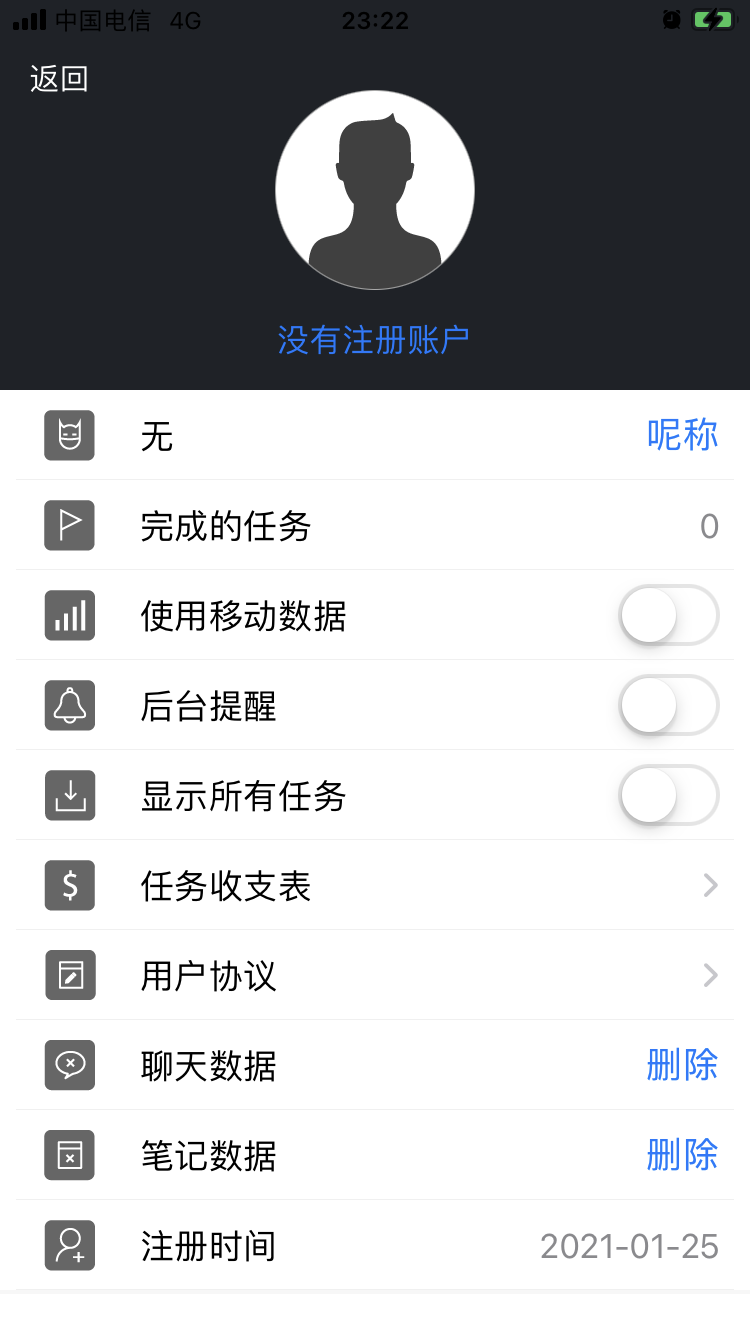 中国电信 4G 23:22
返回
没有注册账户
无 呢称
完成的任务 0
使用移动数据
后台提醒
显示所有任务
$ 任务收支表
用户协议
聊天数据 删除
笔记数据 删除
注册时间 2021-01-25